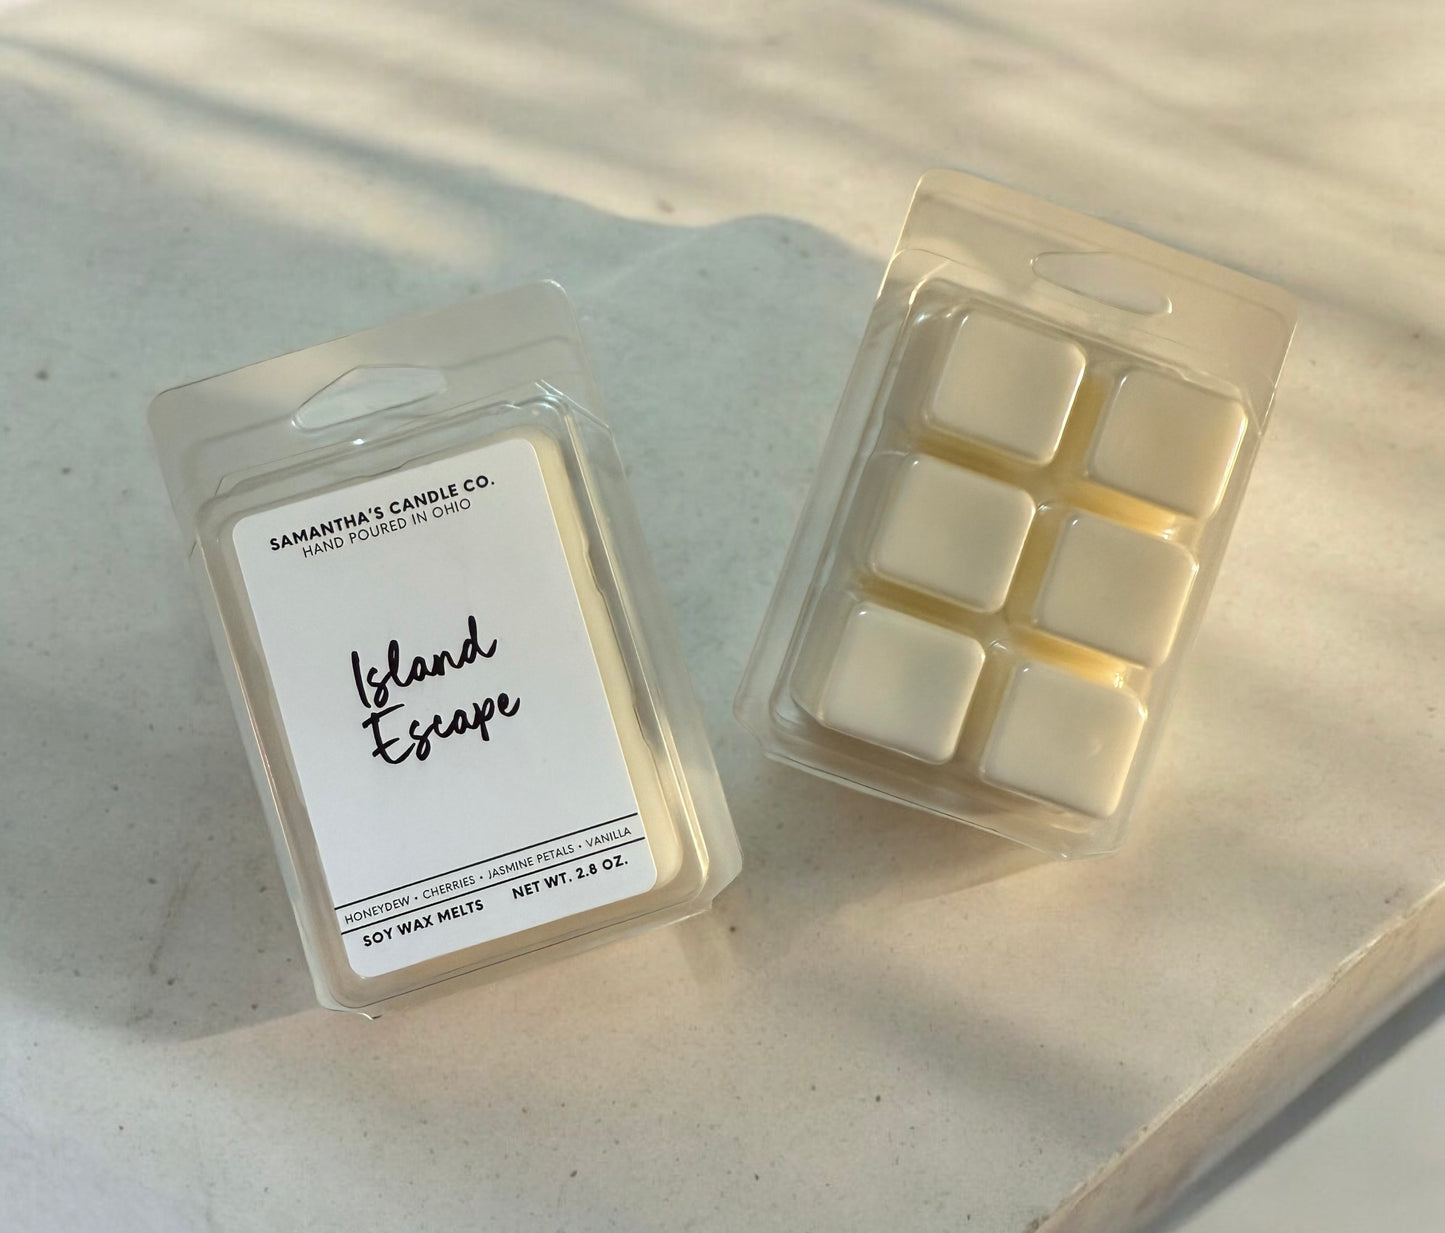 SAMANTHA'S CANDLE CO.
HAND POURED IN OHIO
Island
Escape
HONEYDEW • CHERRIES • JASMINE PETALS • VANILLA
SOY WAX MELTS NET WT. 2.8 OZ.